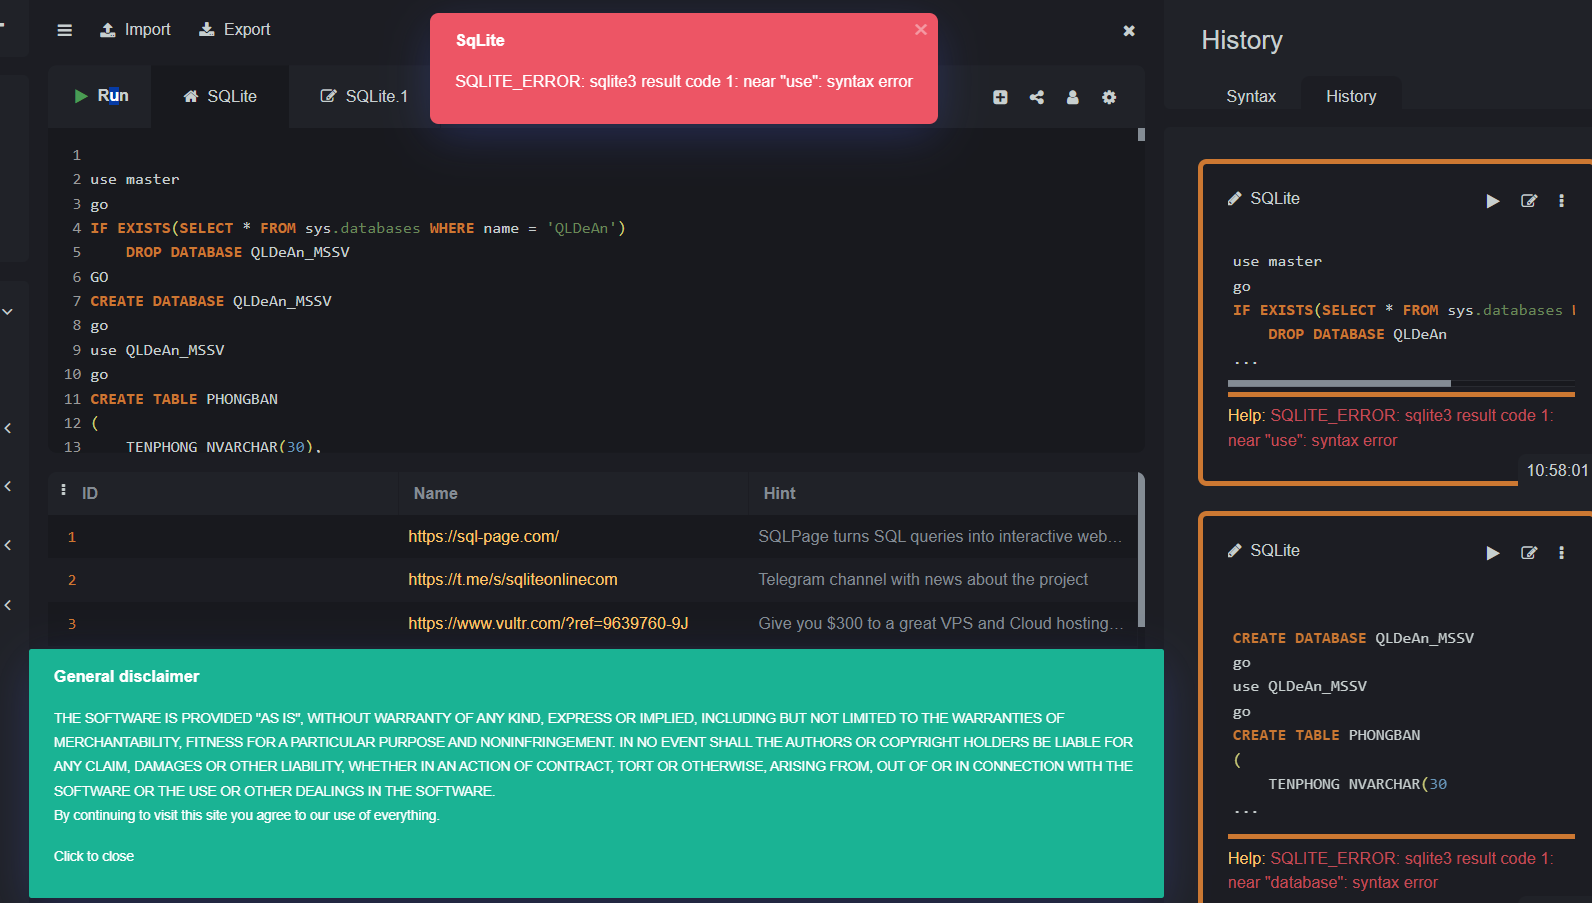 Import
Export
SqLite
SQLITE_ERROR: sqlite3 result code 1: near "use": syntax error
Run
SQLite
SQLite.1
1
2 use master
3 go
4 IF EXISTS(SELECT * FROM sys.databases WHERE name = 'QLDeAn')
5 DROP DATABASE QLDeAn_MSSV
6 GO
7 CREATE DATABASE QLDeAn_MSSV
8 go
9 use QLDeAn_MSSV
10 go
11 CREATE TABLE PHONGBAN
12 (
13 TENPHONG NVARCHAR(30),
ID Name Hint
1 https://sql-page.com/ SQLPage turns SQL queries into interactive web…
2 https://t.me/s/sqliteonlinecom Telegram channel with news about the project
3 https://www.vultr.com/?ref=9639760-9J Give you $300 to a great VPS and Cloud hosting…
General disclaimer
THE SOFTWARE IS PROVIDED "AS IS", WITHOUT WARRANTY OF ANY KIND, EXPRESS OR IMPLIED, INCLUDING BUT NOT LIMITED TO THE WARRANTIES OF
MERCHANTABILITY, FITNESS FOR A PARTICULAR PURPOSE AND NONINFRINGEMENT. IN NO EVENT SHALL THE AUTHORS OR COPYRIGHT HOLDERS BE LIABLE FOR
ANY CLAIM, DAMAGES OR OTHER LIABILITY, WHETHER IN AN ACTION OF CONTRACT, TORT OR OTHERWISE, ARISING FROM, OUT OF OR IN CONNECTION WITH THE
SOFTWARE OR THE USE OR OTHER DEALINGS IN THE SOFTWARE.
By continuing to visit this site you agree to our use of everything.
Click to close
History
Syntax
History
SQLite
use master
go
IF EXISTS(SELECT * FROM sys.databases
DROP DATABASE QLDeAn
...
Help: SQLITE_ERROR: sqlite3 result code 1:
near "use": syntax error
10:58:01
SQLite
CREATE DATABASE QLDeAn_MSSV
go
use QLDeAn_MSSV
go
CREATE TABLE PHONGBAN
(
TENPHONG NVARCHAR(30
...
Help: SQLITE_ERROR: sqlite3 result code 1:
near "database": syntax error